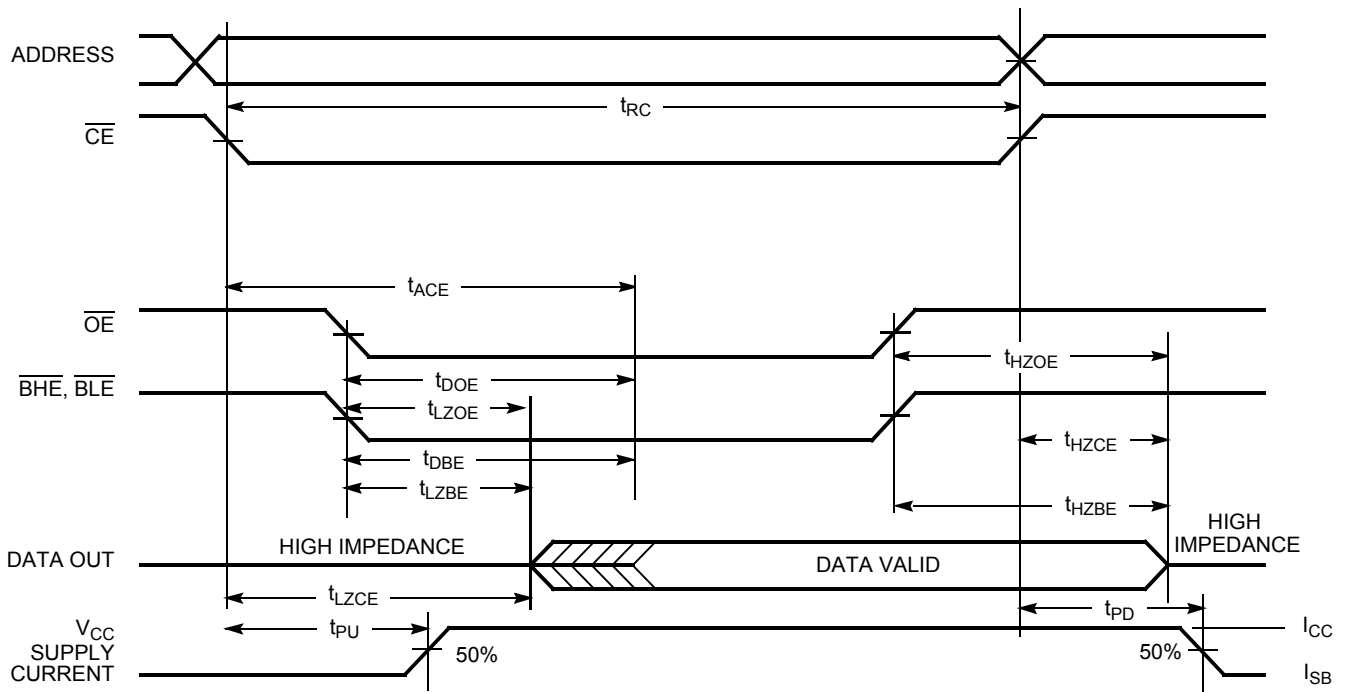 ADDRESS
tRC
CE
tACE
OE
tHZOE
tDOE
BHE, BLE
tLZOE
tHZCE
tDBE
tLZBE
tHZBE
HIGH
IMPEDANCE
HIGH IMPEDANCE
DATA OUT
DATA VALID
tLZCE
tPD
VCC
SUPPLY
CURRENT
tPU
50%
50%
ICC
ISB